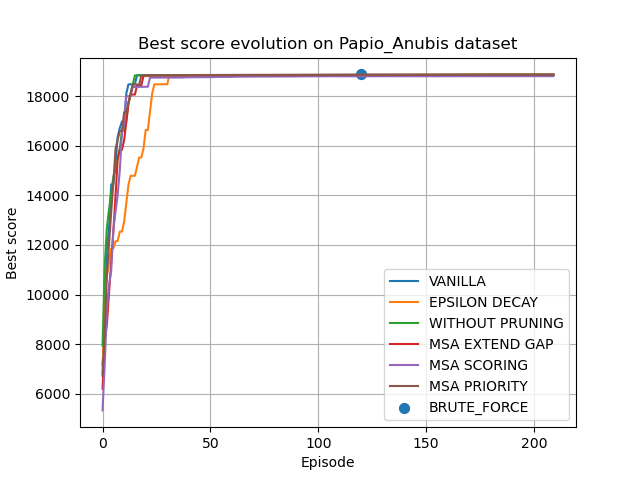 Best score evolution on Papio_Anubis dataset
Best score
18000
16000
14000
12000
10000
8000
6000
0
50
100
150
200
Episode
VANILLA
EPSILON DECAY
WITHOUT PRUNING
MSA EXTEND GAP
MSA SCORING
MSA PRIORITY
BRUTE_FORCE